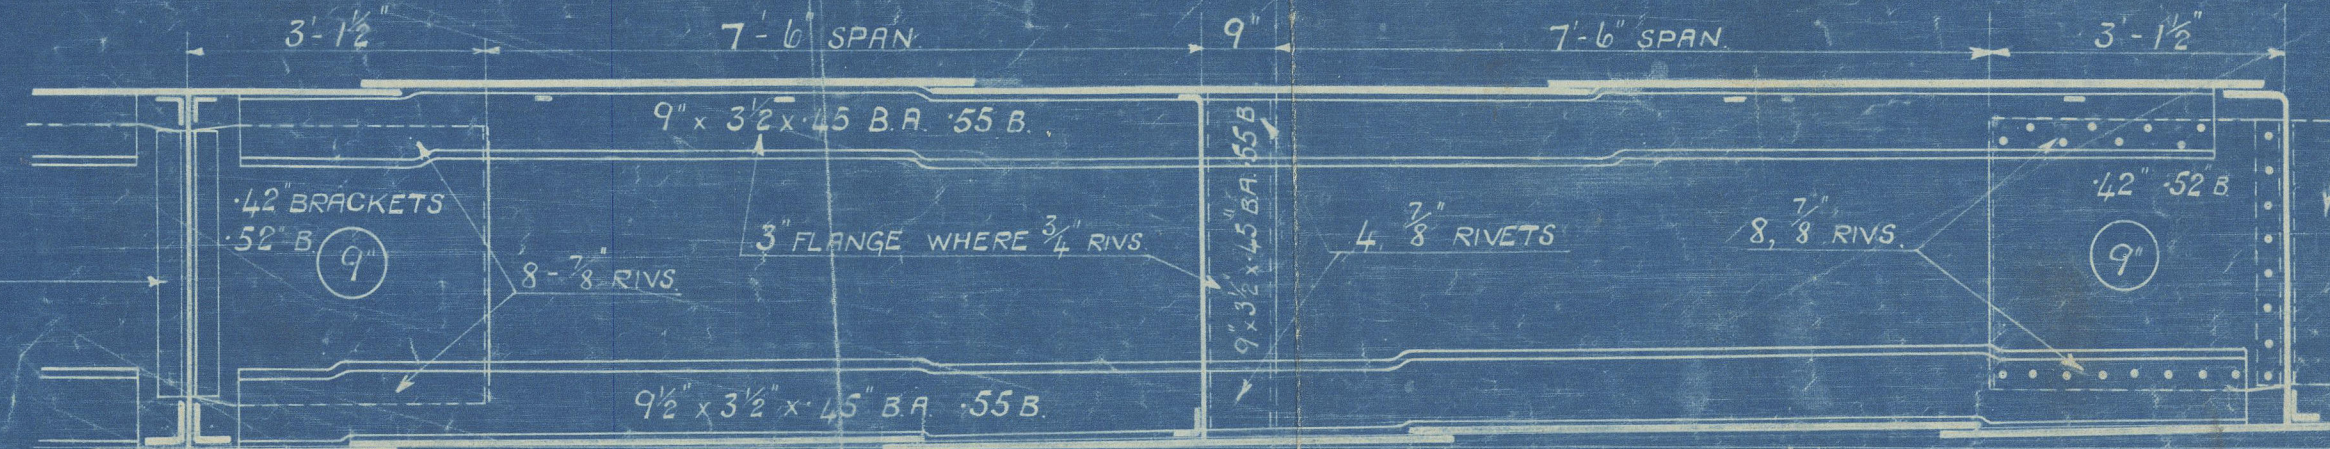 3'-1½"
7'-6 SPAN.
9"
7'-6" SPAN.
3'-1½"
9" x 3½ x .45 B.A. .55 B.
9" x 3½" x .45" B.A. .55 B
.42" BRACKETS
.52" B.
9"
8 - ⅞" RIVS.
3" FLANGE WHERE ¾" RIVS.
4, ⅞" RIVETS
8, ⅞" RIVS.
.42" .52" B
9"
9½" x 3½" x .45" B.A. .55 B.